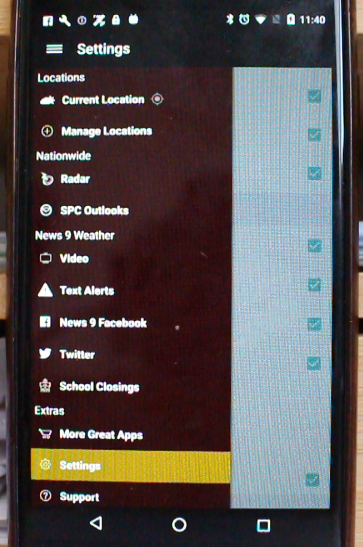 11:40
Settings
Locations
Current Location
Manage Locations
Nationwide
Radar
SPC Outlooks
News 9 Weather
Video
Text Alerts
News 9 Facebook
Twitter
School Closings
Extras
More Great Apps
Settings
Support